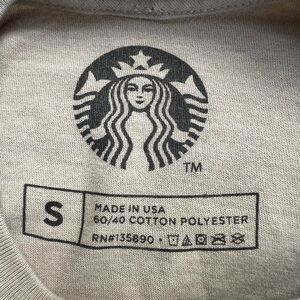 TM
S
MADE IN USA
60/40 COTTON POLYESTER
RN#135890 •